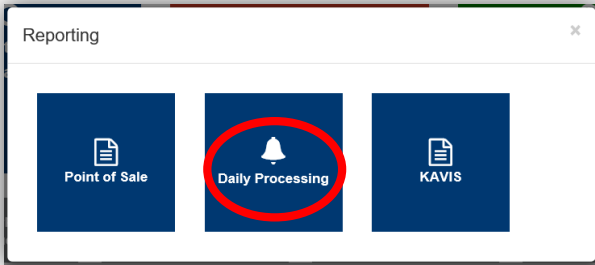 Reporting
×
Point of Sale
Daily Processing
KAVIS